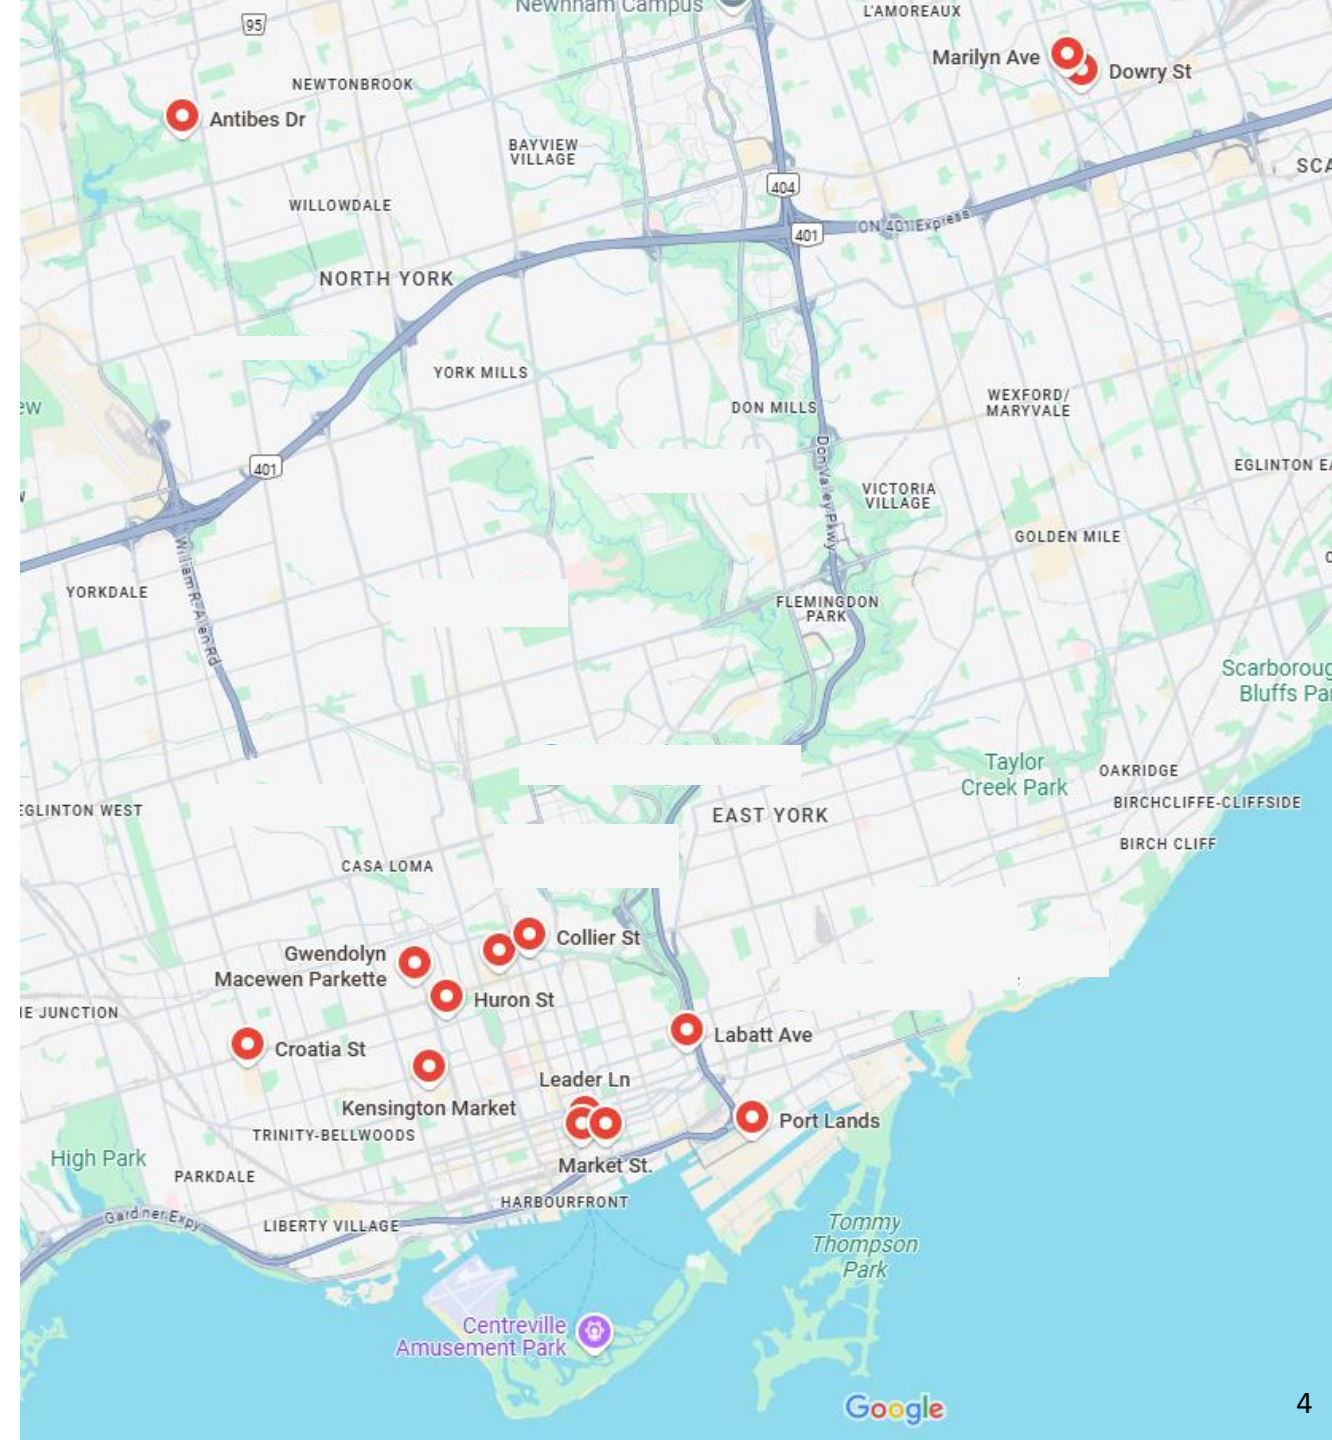 Newnham Campus
L'AMOREAUX
95
Marilyn Ave
Dowry St
NEWTONBROOK
Antibes Dr
BAYVIEW
VILLAGE
SCA
404
WILLOWDALE
401
ON 401 Express
NORTH YORK
YORK MILLS
WEXFORD/
MARYVALE
DON MILLS
ew
401
Don Valley Pkwy
EGLINTON EA
VICTORIA
VILLAGE
GOLDEN MILE
William R. Allen Rd
YORKDALE
FLEMINGDON
PARK
Scarboroug
Bluffs Par
Taylor
Creek Park
OAKRIDGE
BIRCHCLIFFE-CLIFFSIDE
EGLINTON WEST
EAST YORK
BIRCH CLIFF
CASA LOMA
Collier St
Gwendolyn
Macewen Parkette
Huron St
IE JUNCTION
Labatt Ave
Croatia St
Leader Ln
Kensington Market
Port Lands
TRINITY-BELLWOODS
High Park
Market St.
PARKDALE
HARBOURFRONT
Gardiner Expy
LIBERTY VILLAGE
Tommy
Thompson
Park
Centreville
Amusement Park
Google
4